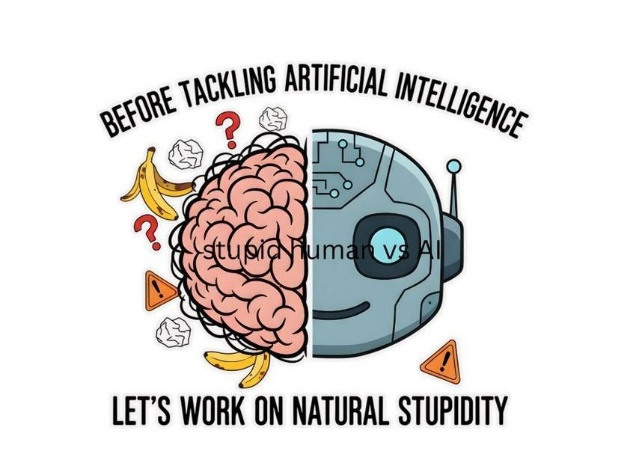 BEFORE TACKLING ARTIFICIAL INTELLIGENCE
stupid human vs AI
LET'S WORK ON NATURAL STUPIDITY